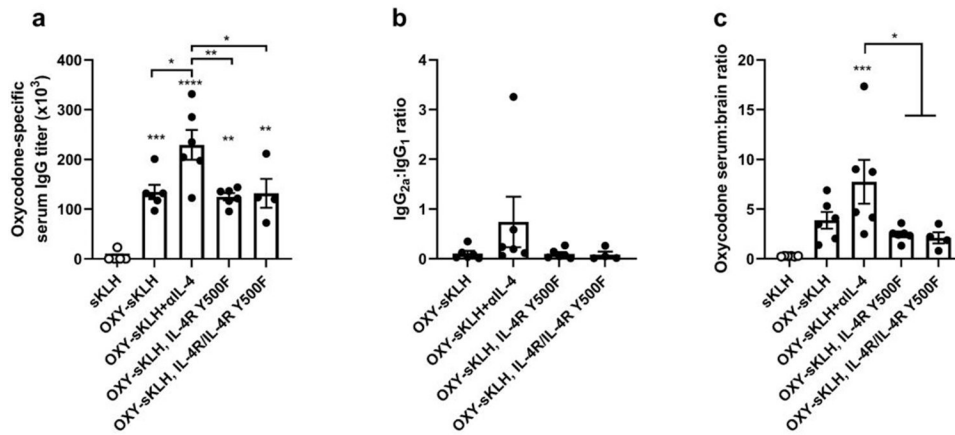 a
Oxycodone-specific
serum IgG titer (x10³)
400
300
200
100
0
*
**
*
***
****
**
**
sKLH
OXY-sKLH
OXY-sKLH+αIL-4
OXY-sKLH, IL-4R Y500F
OXY-sKLH, IL-4R/IL-4R Y500F
b
IgG₂ₐ:IgG₁ ratio
4
3
2
1
0
OXY-sKLH
OXY-sKLH+αIL-4
OXY-sKLH, IL-4R Y500F
OXY-sKLH, IL-4R/IL-4R Y500F
c
Oxycodone serum:brain ratio
20
15
10
5
0
*
***
sKLH
OXY-sKLH
OXY-sKLH+αIL-4
OXY-sKLH, IL-4R Y500F
OXY-sKLH, IL-4R/IL-4R Y500F